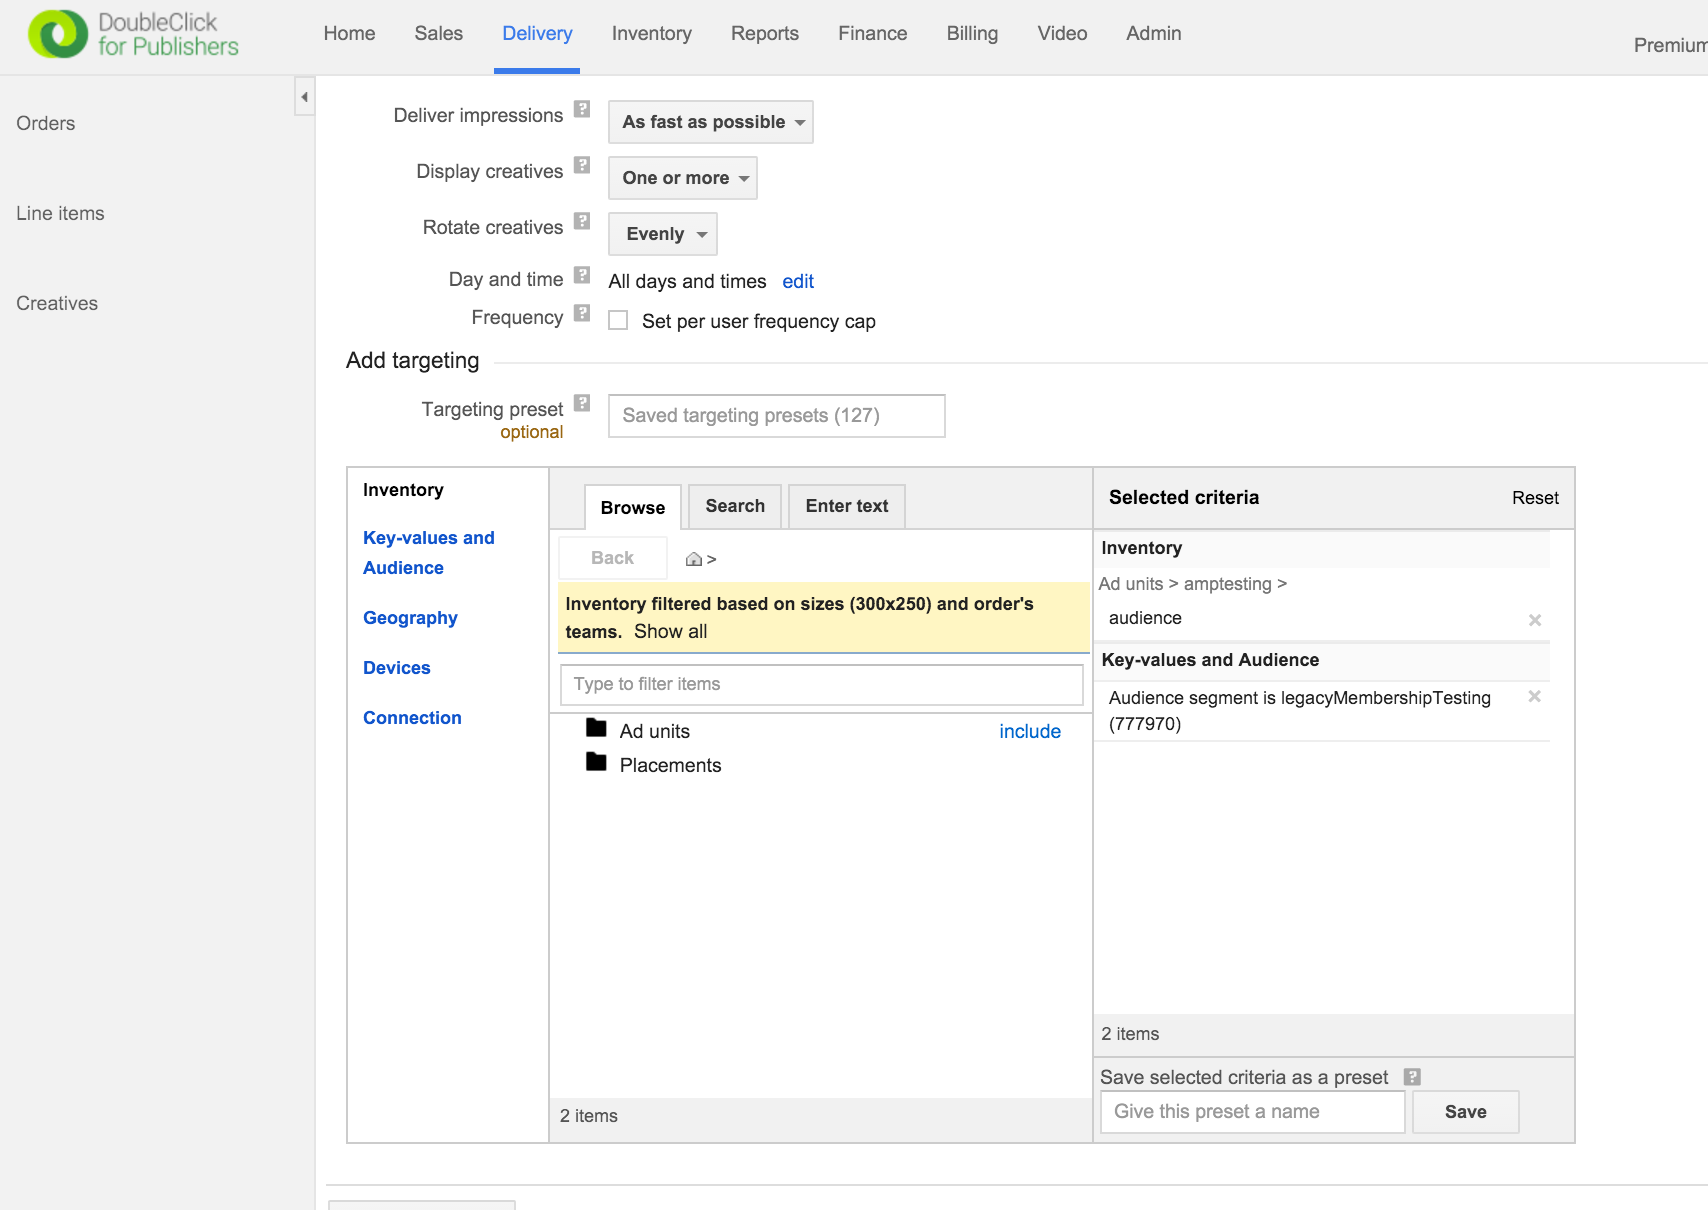 DoubleClick
for Publishers
Home
Sales
Delivery
Inventory
Reports
Finance
Billing
Video
Admin
Premium
Orders
Line items
Creatives
Deliver impressions ?
As fast as possible
Display creatives ?
One or more
Rotate creatives ?
Evenly
Day and time ?
All days and times edit
Frequency ?
Set per user frequency cap
Add targeting
Targeting preset ?
optional
Saved targeting presets (127)
Inventory
Key-values and
Audience
Geography
Devices
Connection
Browse
Search
Enter text
Back
>
Inventory filtered based on sizes (300x250) and order's
teams. Show all
Type to filter items
Ad units include
Placements
2 items
Selected criteria Reset
Inventory
Ad units > amptesting >
audience ×
Key-values and Audience
Audience segment is legacyMembershipTesting ×
(777970)
2 items
Save selected criteria as a preset ?
Give this preset a name
Save